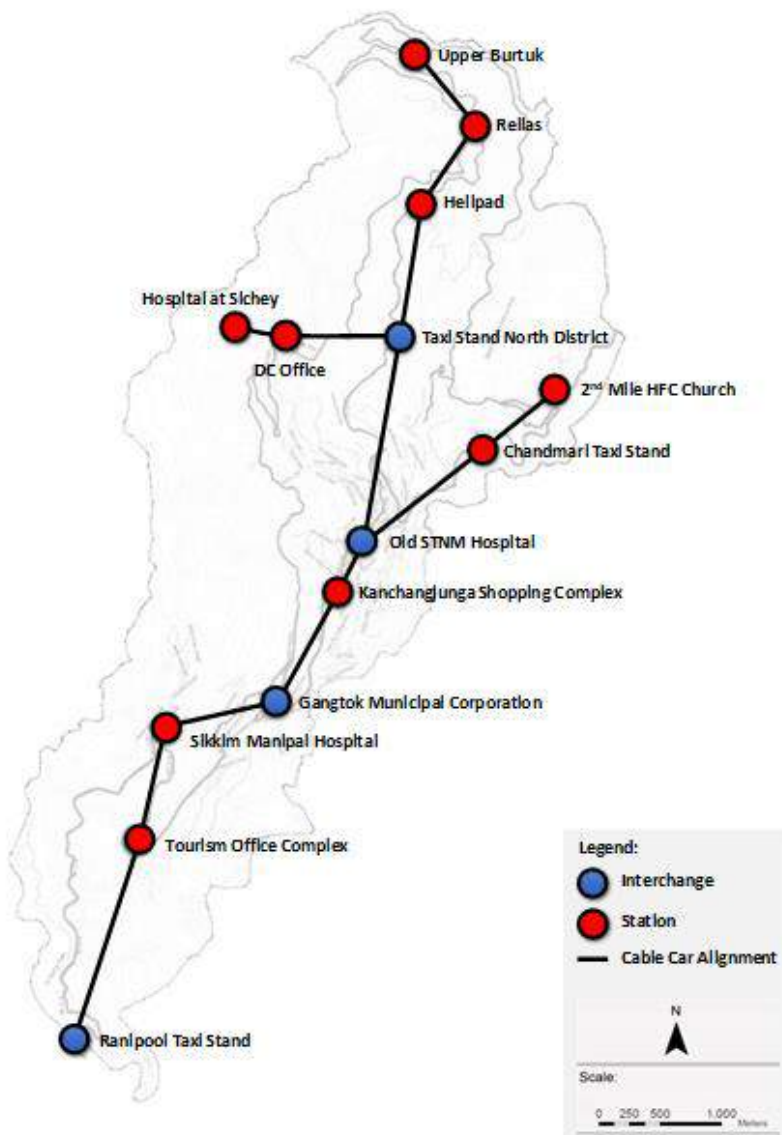 Upper Burtuk
Rellas
Helipad
Hospital at Sichey
Taxi Stand North District
DC Office
2nd Mile HFC Church
Chandmari Taxi Stand
Old STNM Hospital
Kanchangjunga Shopping Complex
Gangtok Municipal Corporation
Sikkim Manipal Hospital
Tourism Office Complex
Ranipool Taxi Stand
Legend:
Interchange
Station
Cable Car Alignment
N
Scale:
0 250 500 1.000
Meters